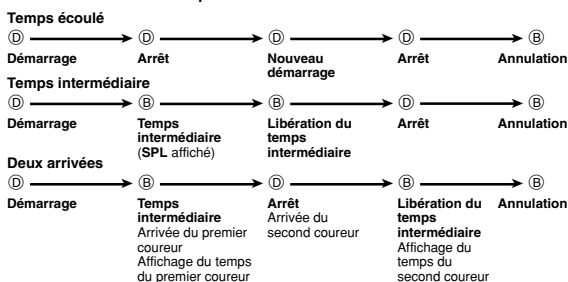 Temps écoulé
Ⓓ Ⓓ Ⓓ Ⓓ Ⓑ
Démarrage Arrêt Nouveau démarrage Arrêt Annulation
Temps intermédiaire
Ⓓ Ⓑ Ⓑ Ⓓ Ⓑ
Démarrage Temps intermédiaire (SPL affiché) Libération du temps intermédiaire Arrêt Annulation
Deux arrivées
Ⓓ Ⓑ Ⓓ Ⓑ Ⓑ
Démarrage Temps intermédiaire Arrivée du premier coureur Affichage du temps du premier coureur Arrêt Arrivée du second coureur Libération du temps intermédiaire Affichage du temps du second coureur Annulation